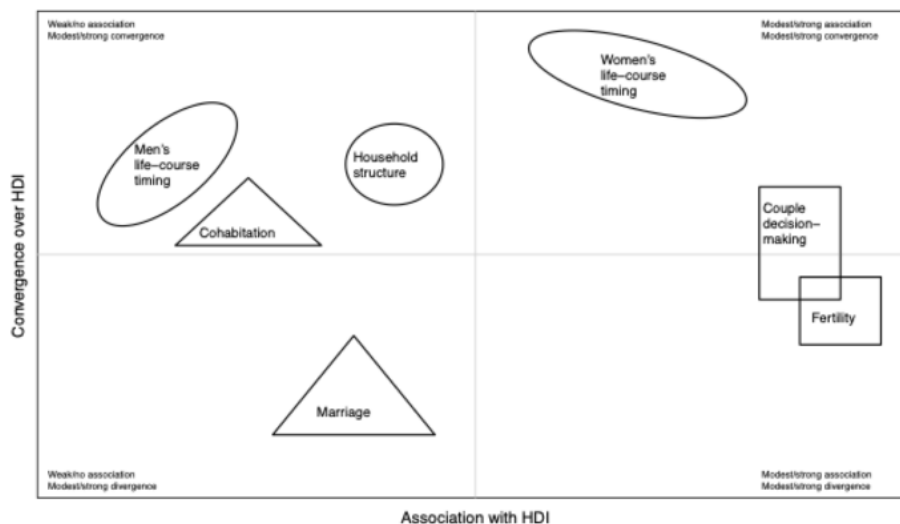 Weak/no association
Modest/strong convergence
Modest/strong association
Modest/strong convergence
Women's
life–course
timing
Men's
life–course
timing
Household
structure
Cohabitation
Couple
decision–
making
Fertility
Marriage
Convergence over HDI
Weak/no association
Modest/strong divergence
Modest/strong association
Modest/strong divergence
Association with HDI